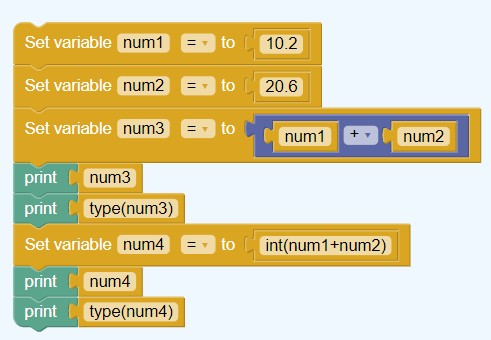 Set variable num1 = to 10.2
Set variable num2 = to 20.6
Set variable num3 = to num1 + num2
print num3
print type(num3)
Set variable num4 = to int(num1+num2)
print num4
print type(num4)